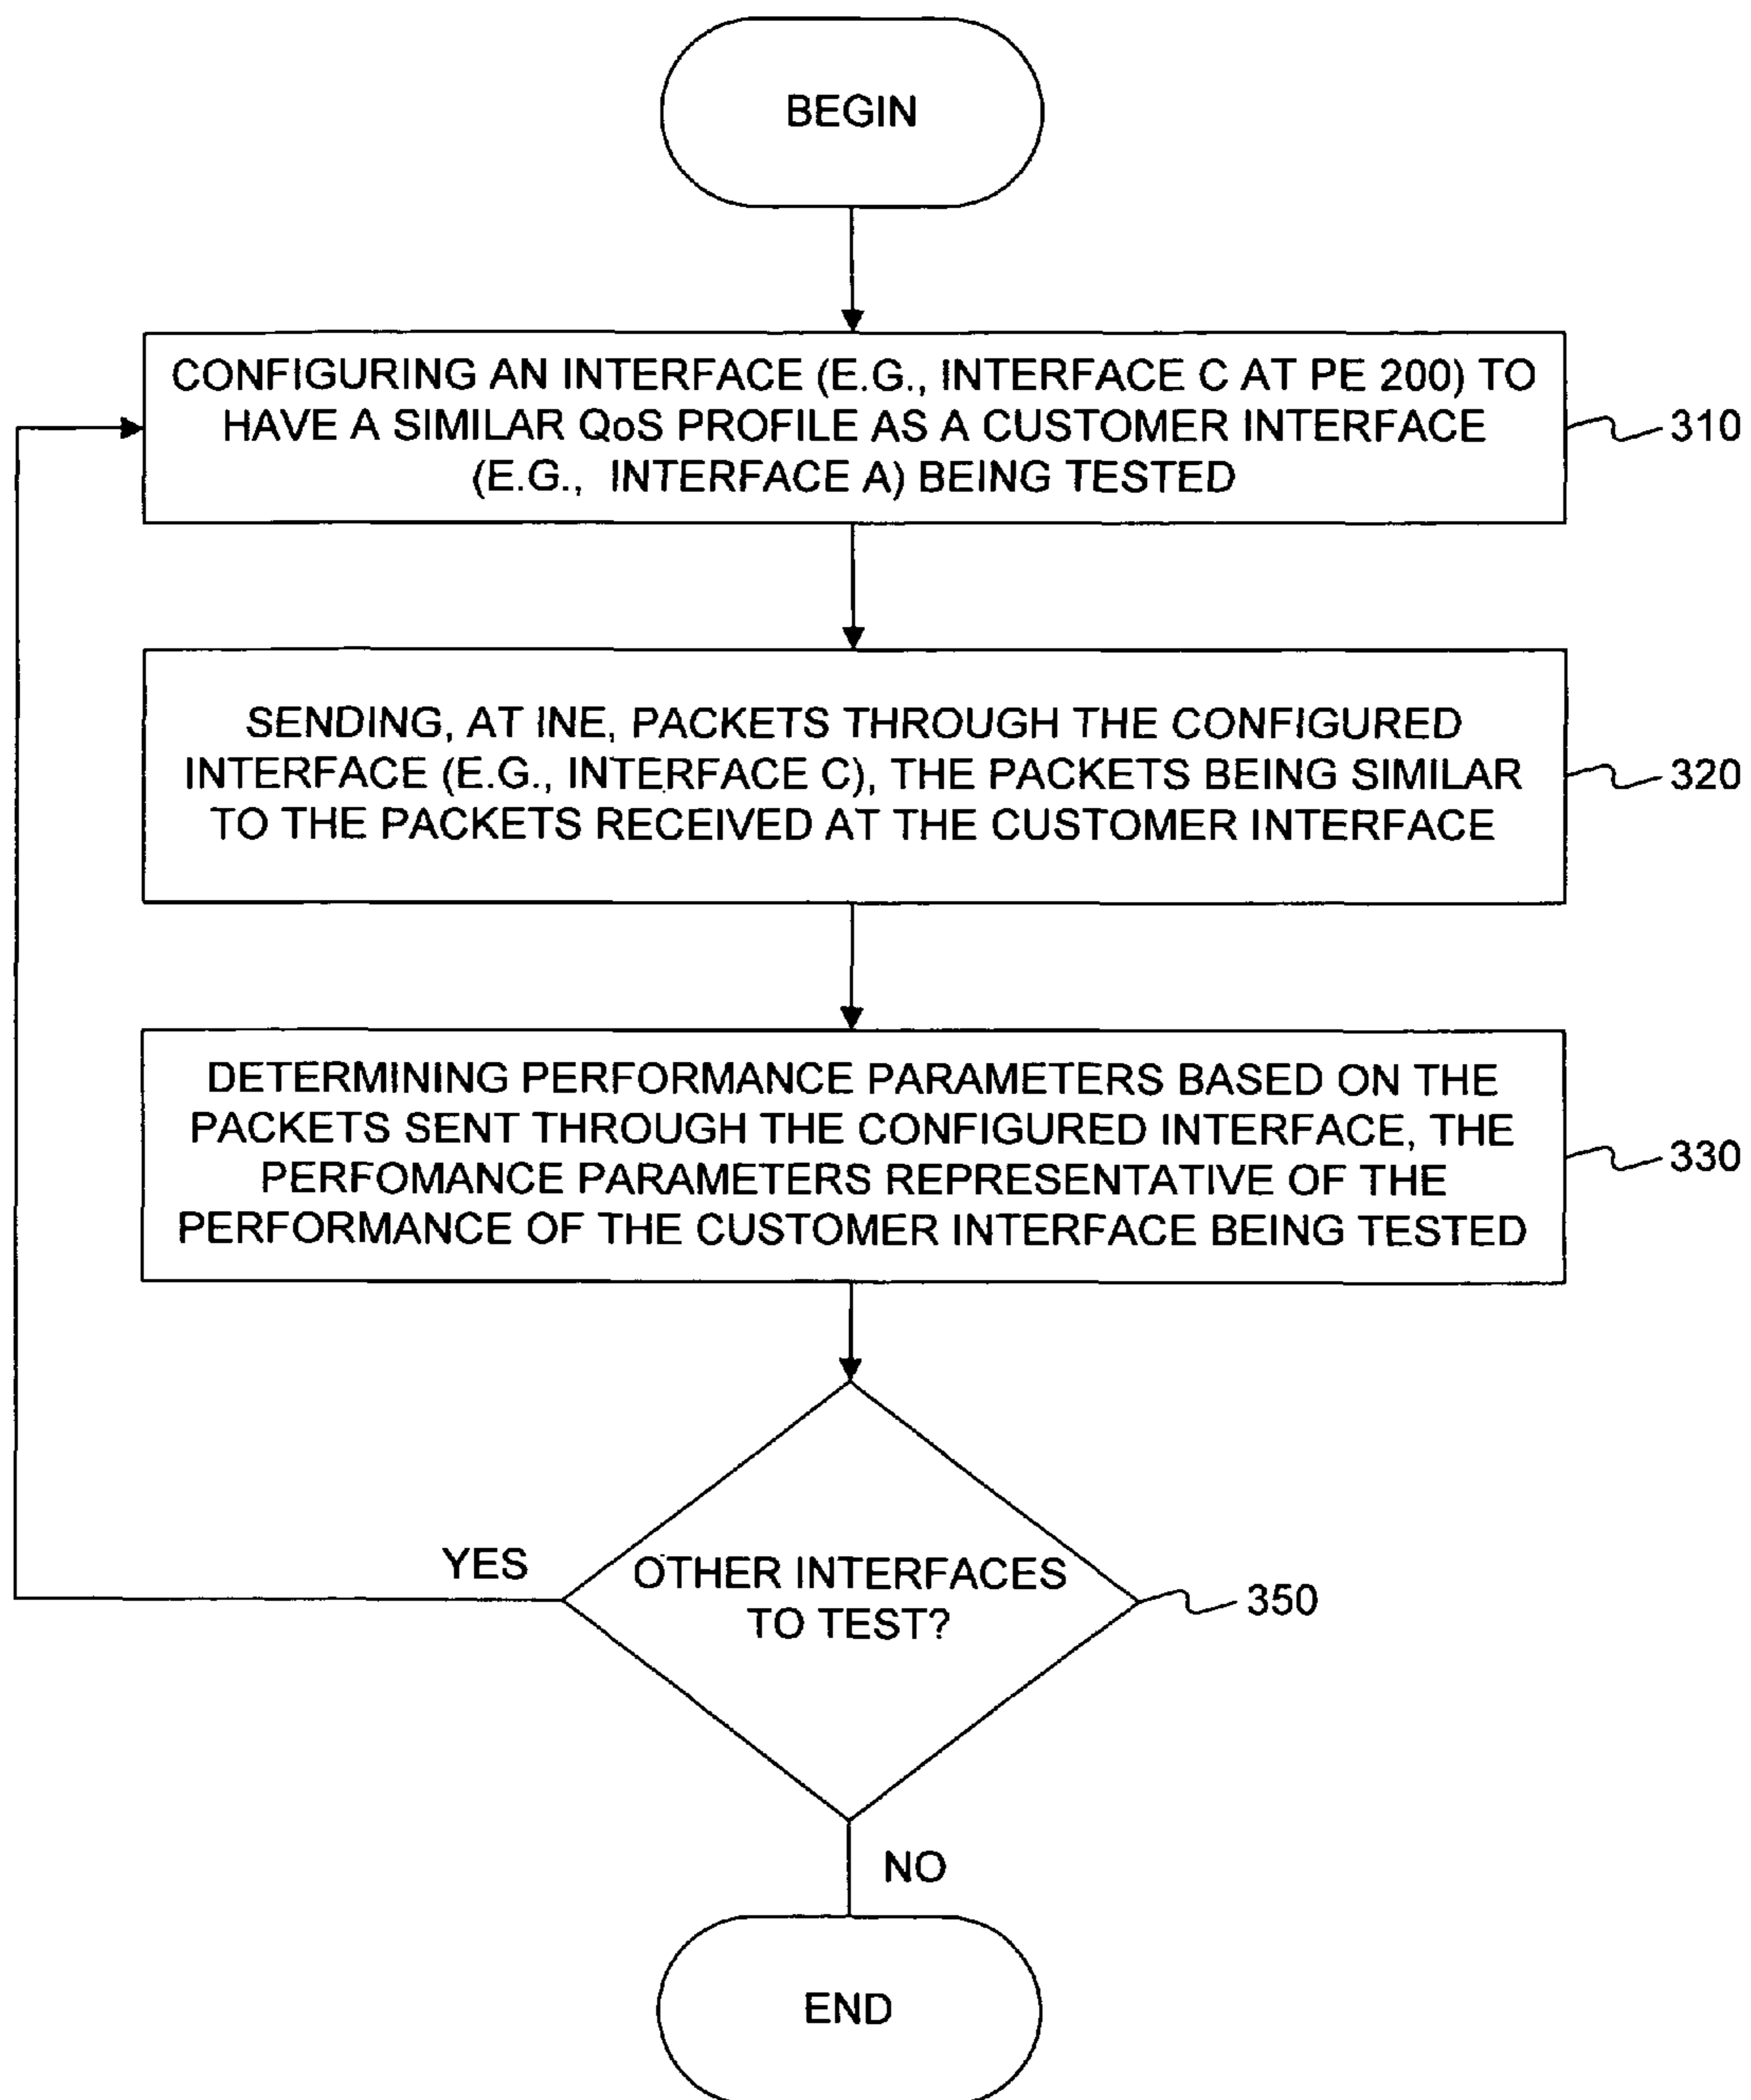 BEGIN
CONFIGURING AN INTERFACE (E.G., INTERFACE C AT PE 200) TO
HAVE A SIMILAR QoS PROFILE AS A CUSTOMER INTERFACE
(E.G., INTERFACE A) BEING TESTED
310
SENDING, AT INE, PACKETS THROUGH THE CONFIGURED
INTERFACE (E.G., INTERFACE C), THE PACKETS BEING SIMILAR
TO THE PACKETS RECEIVED AT THE CUSTOMER INTERFACE
320
DETERMINING PERFORMANCE PARAMETERS BASED ON THE
PACKETS SENT THROUGH THE CONFIGURED INTERFACE, THE
PERFOMANCE PARAMETERS REPRESENTATIVE OF THE
PERFORMANCE OF THE CUSTOMER INTERFACE BEING TESTED
330
YES
OTHER INTERFACES
TO TEST?
350
NO
END